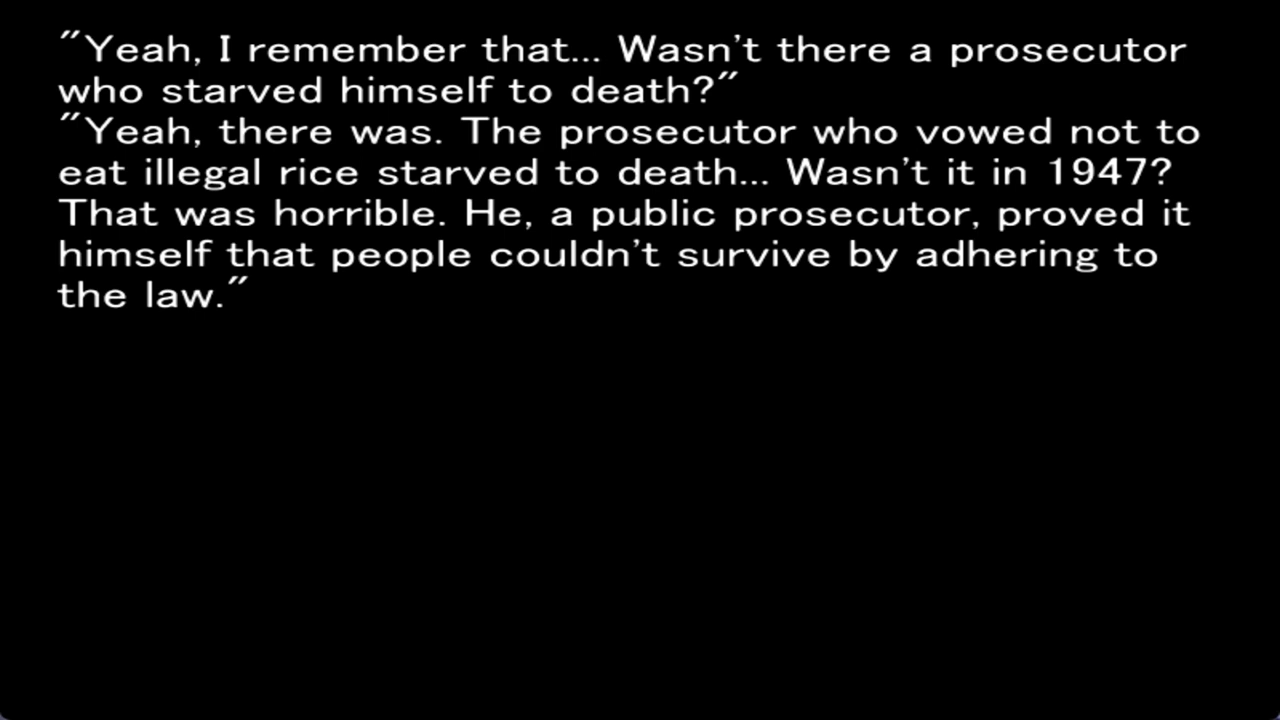 "Yeah, I remember that... Wasn't there a prosecutor
who starved himself to death?"
"Yeah, there was. The prosecutor who vowed not to
eat illegal rice starved to death... Wasn't it in 1947?
That was horrible. He, a public prosecutor, proved it
himself that people couldn't survive by adhering to
the law."